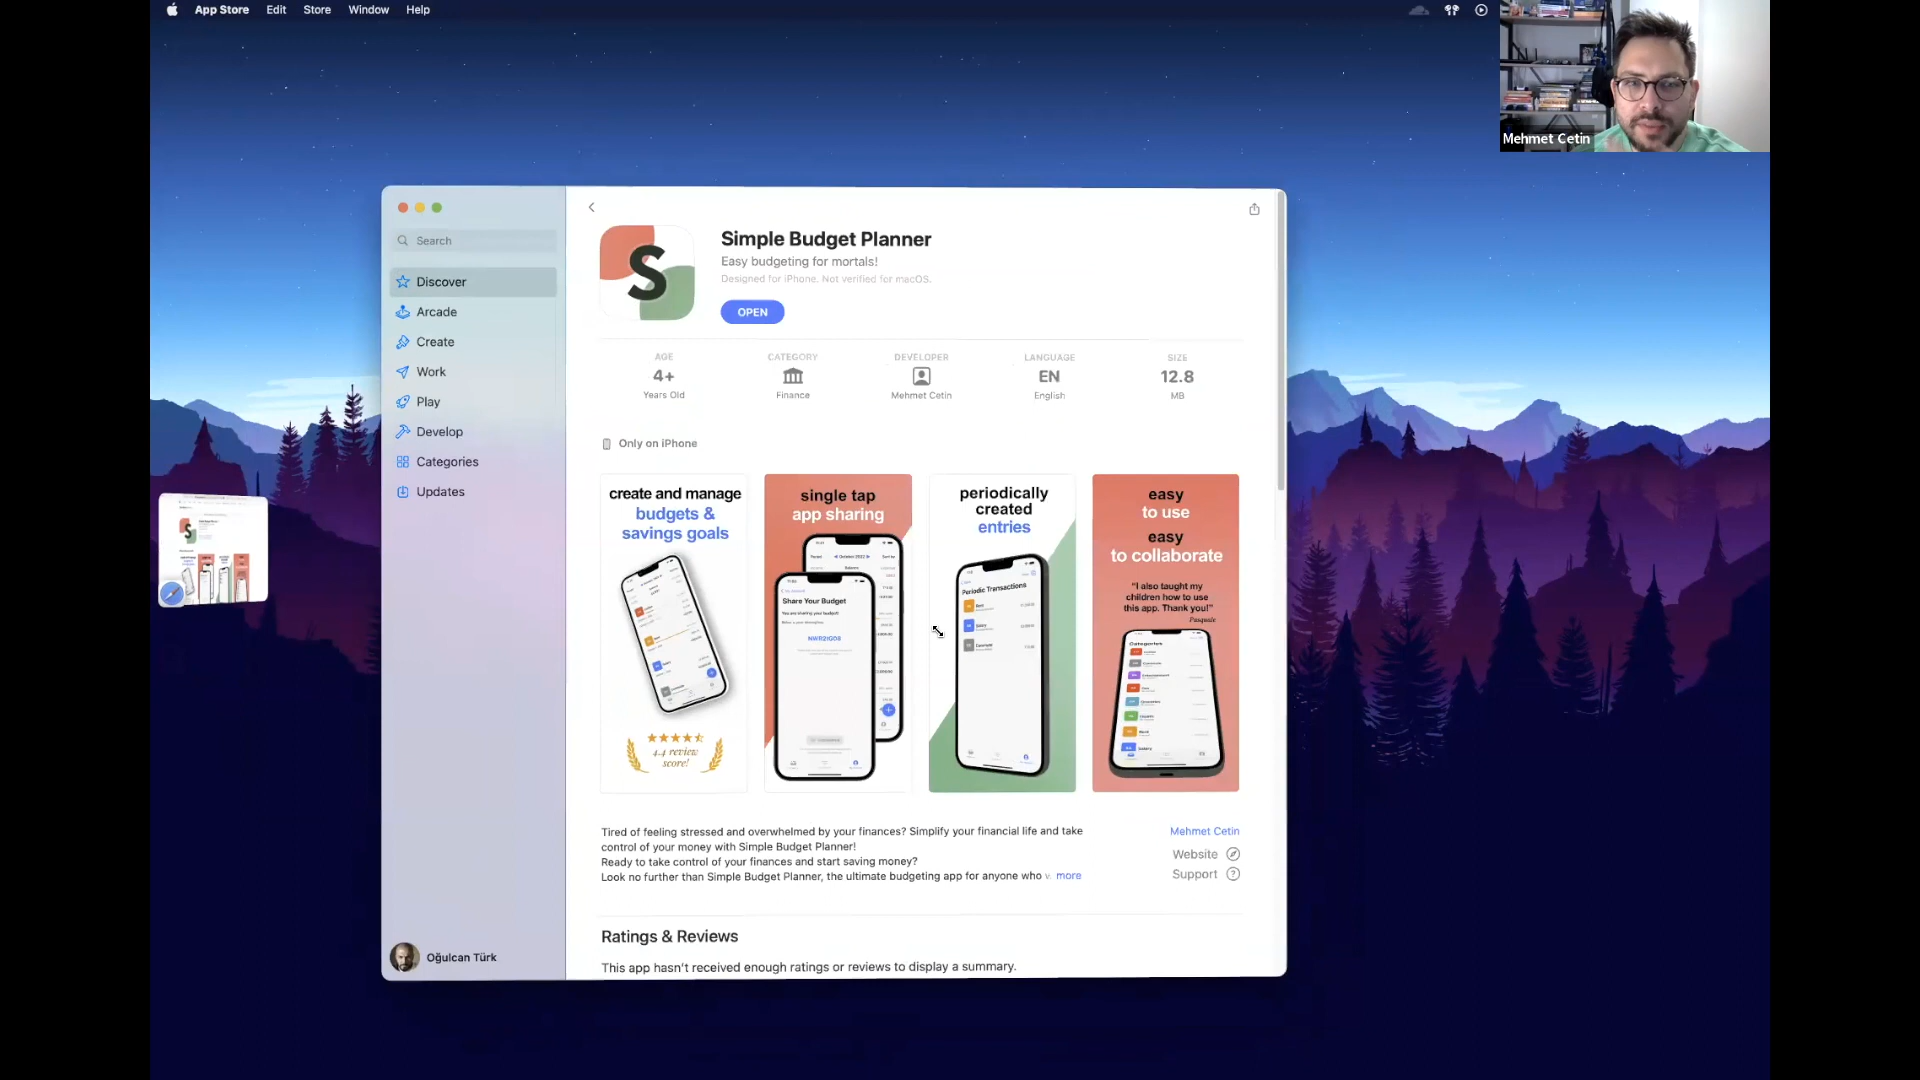 App Store Edit Store Window Help
Mehmet Cetin
Search
Discover
Arcade
Create
Work
Play
Develop
Categories
Updates
Oğulcan Türk
S
Simple Budget Planner
Easy budgeting for mortals!
Designed for iPhone. Not verified for macOS.
OPEN
AGE
4+
Years Old
CATEGORY
Finance
DEVELOPER
Mehmet Cetin
LANGUAGE
EN
English
SIZE
12.8
MB
Only on iPhone
create and manage
budgets &
savings goals
4.4 review
score!
single tap
app sharing
Share Your Budget
NWR2IGD8
periodically
created
entries
Periodic Transactions
easy
to use
easy
to collaborate
"I also taught my
children how to use
this app. Thank you!"
Pasquale
Categories
Tired of feeling stressed and overwhelmed by your finances? Simplify your financial life and take
control of your money with Simple Budget Planner!
Ready to take control of your finances and start saving money?
Look no further than Simple Budget Planner, the ultimate budgeting app for anyone who more
Mehmet Cetin
Website
Support
Ratings & Reviews
This app hasn't received enough ratings or reviews to display a summary.